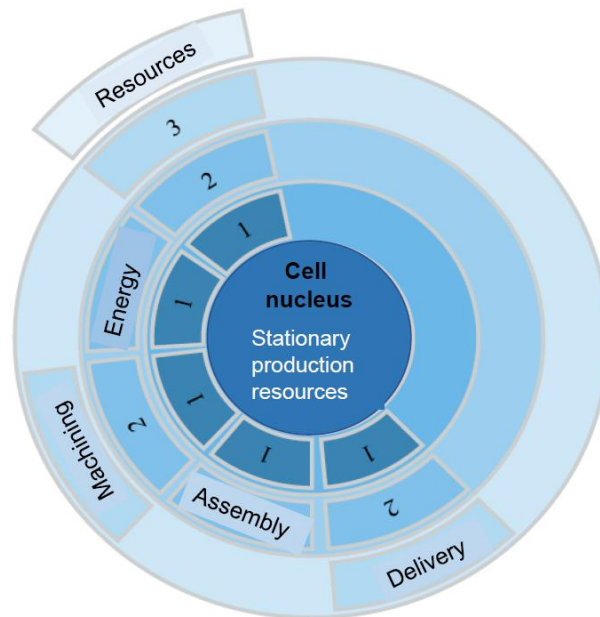 Resources
3
2
1
Cell
nucleus
Stationary
production
resources
Energy
1
Machining
2
1
Assembly
1
Delivery
2
1